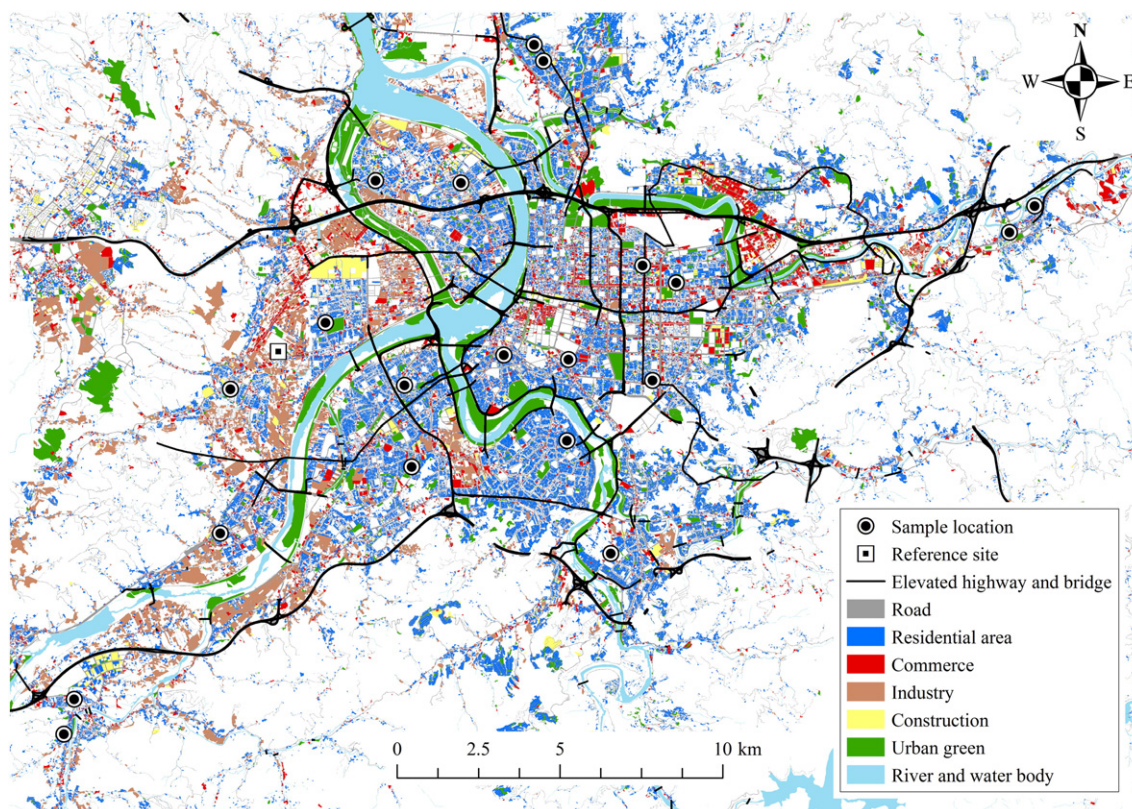 N
W E
S
Sample location
Reference site
Elevated highway and bridge
Road
Residential area
Commerce
Industry
Construction
Urban green
River and water body
0 2.5 5 10 km